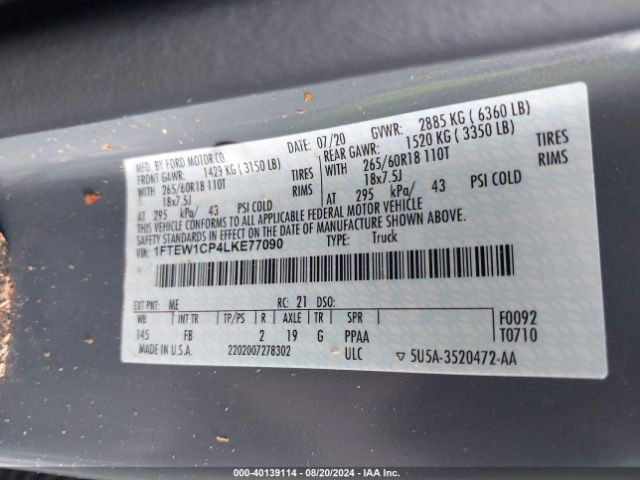 MFD. BY FORD MOTOR CO. DATE: 07/20 GVWR: 2885 KG ( 6360 LB)
FRONT GAWR: 1429 KG ( 3150 LB) REAR GAWR: 1520 KG ( 3350 LB)
WITH 265/60R18 110T TIRES WITH 265/60R18 110T TIRES
18x7.5J RIMS 18x7.5J RIMS
AT 295 kPa/ 43 PSI COLD AT 295 kPa/ 43 PSI COLD
THIS VEHICLE CONFORMS TO ALL APPLICABLE FEDERAL MOTOR VEHICLE
SAFETY STANDARDS IN EFFECT ON THE DATE OF MANUFACTURE SHOWN ABOVE.
VIN: 1FTEW1CP4LKE77090 TYPE: Truck
EXT PNT: ME RC: 21 DSO:
WB INT TR TP/PS R AXLE TR SPR F0092
145 FB 2 19 G PPAA T0710
MADE IN U.S.A. 2202007278302 ULC ▽ 5U5A-3520472-AA
000-40139114 - 08/20/2024 - IAA Inc.